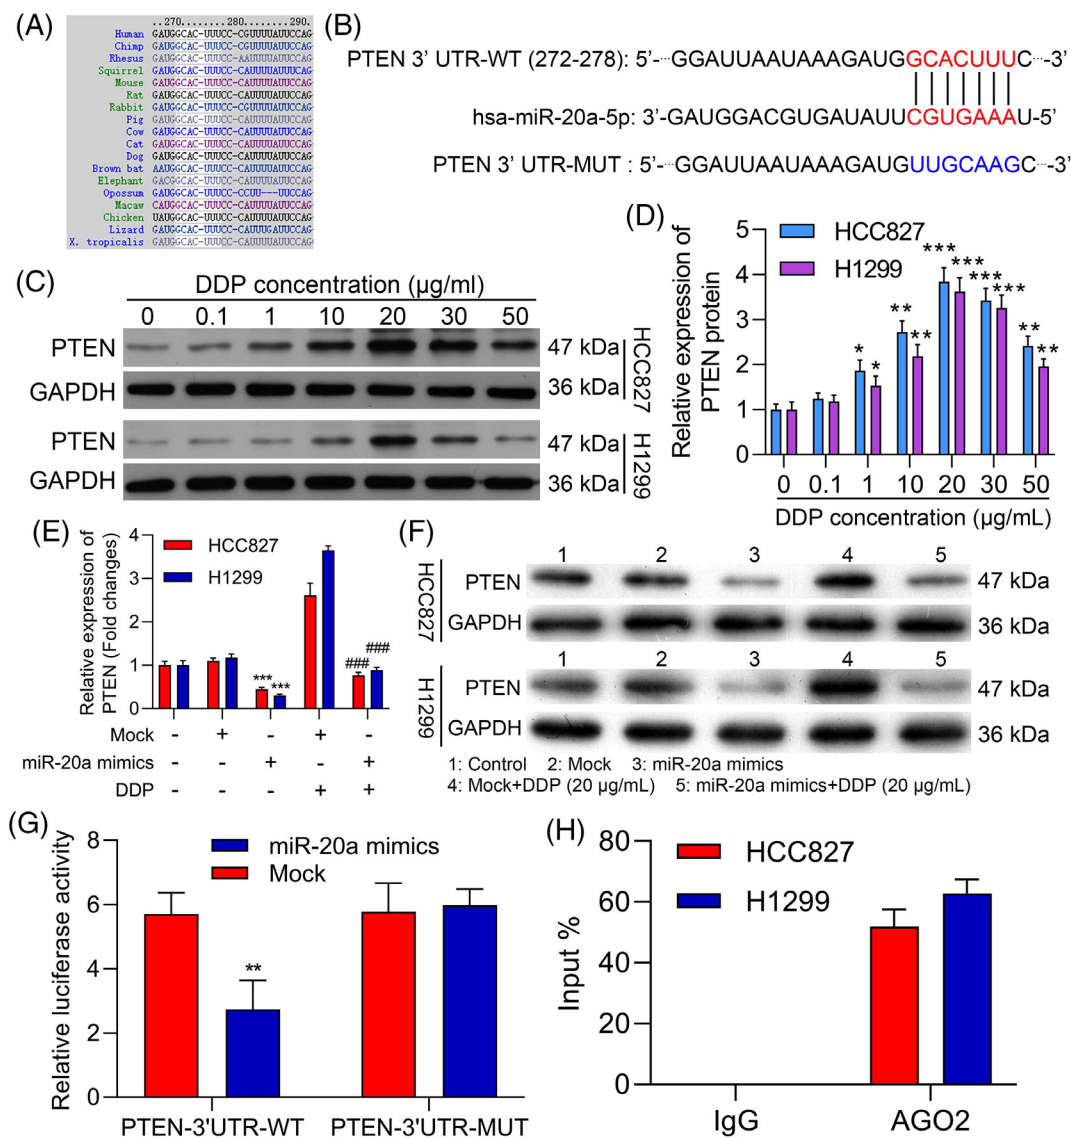 (A)
..270........280........290.
Human GAUGGCAC-UUUCC-CGUUUUAUUCCAG
Chimp GAUGGCAC-UUUCC-CGUUUUAUUCCAG
Rhesus GAUGGCAC-UUUCC-AAUUUUAUUCCAG
Squirrel GAUGGCAC-UUUCC-CAUUUUAUUCCAG
Mouse GAUGGCAC-UUUCC-CAUUUUAUUCCAG
Rat GAUGGCAC-UUUCC-CAUUUUAUUCCAG
Rabbit GAUGGCAC-UUUCC-CGUUUUAUUCCAG
Pig GAUGGCAC-UUUCC-CAUUUUAUUCCAG
Cow GAUGGCAC-UUUCC-CAUUUUAUUCCAG
Cat GAUGGCAC-UUUCC-CAUUUUAUUCCAG
Dog GAUGGCAC-UUUCC-CAUUUUAUUCCAG
Brown bat AAUGGCAC-UUUCC-CAUUUUAUUCCAG
Elephant GACGGCAC-UUUCC-CAUUUUAUUCCAG
Opossum GAUGGCAC-UUUCC-CCUU---UUCCAG
Macaw CAUGGCAC-UUUCC-CAUUUUAUUCCAG
Chicken UAUGGCAC-UUUCC-CAUUUUAUUCCAG
Lizard GAUGGCAC-UUUCC-CAUUUGAUUCCAG
X. tropicalis GAUGGCAC-UUUCC-CAUUUUAUUCCAG
(B)
PTEN 3’ UTR-WT (272-278): 5’-···GGAUUAAUAAAGAUGGCACUUUC···-3’
hsa-miR-20a-5p: 3’-GAUGGACGUGAUAUUCGUGAAAU-5’
PTEN 3’ UTR-MUT : 5’-···GGAUUAAUAAAGAUGUUGCAAGC···-3’
(C)
DDP concentration (µg/ml)
0 0.1 1 10 20 30 50
PTEN 47 kDa
GAPDH 36 kDa
HCC827
PTEN 47 kDa
GAPDH 36 kDa
H1299
(D)
Relative expression of
PTEN protein
HCC827
H1299
5
4
3
2
1
0
* * ** ** *** *** *** *** ** **
0 0.1 1 10 20 30 50
DDP concentration (µg/mL)
(E)
Relative expression of
PTEN (Fold changes)
HCC827
H1299
4
3
2
1
0
*** *** ### ###
Mock - + - + -
miR-20a mimics - - + - +
DDP - - - + +
(F)
1 2 3 4 5
HCC827
PTEN 47 kDa
GAPDH 36 kDa
1 2 3 4 5
H1299
PTEN 47 kDa
GAPDH 36 kDa
1: Control 2: Mock 3: miR-20a mimics
4: Mock+DDP (20 µg/mL) 5: miR-20a mimics+DDP (20 µg/mL)
(G)
Relative luciferase activity
miR-20a mimics
Mock
8
6
4
2
0
**
PTEN-3'UTR-WT PTEN-3'UTR-MUT
(H)
Input %
HCC827
H1299
80
60
40
20
0
IgG AGO2